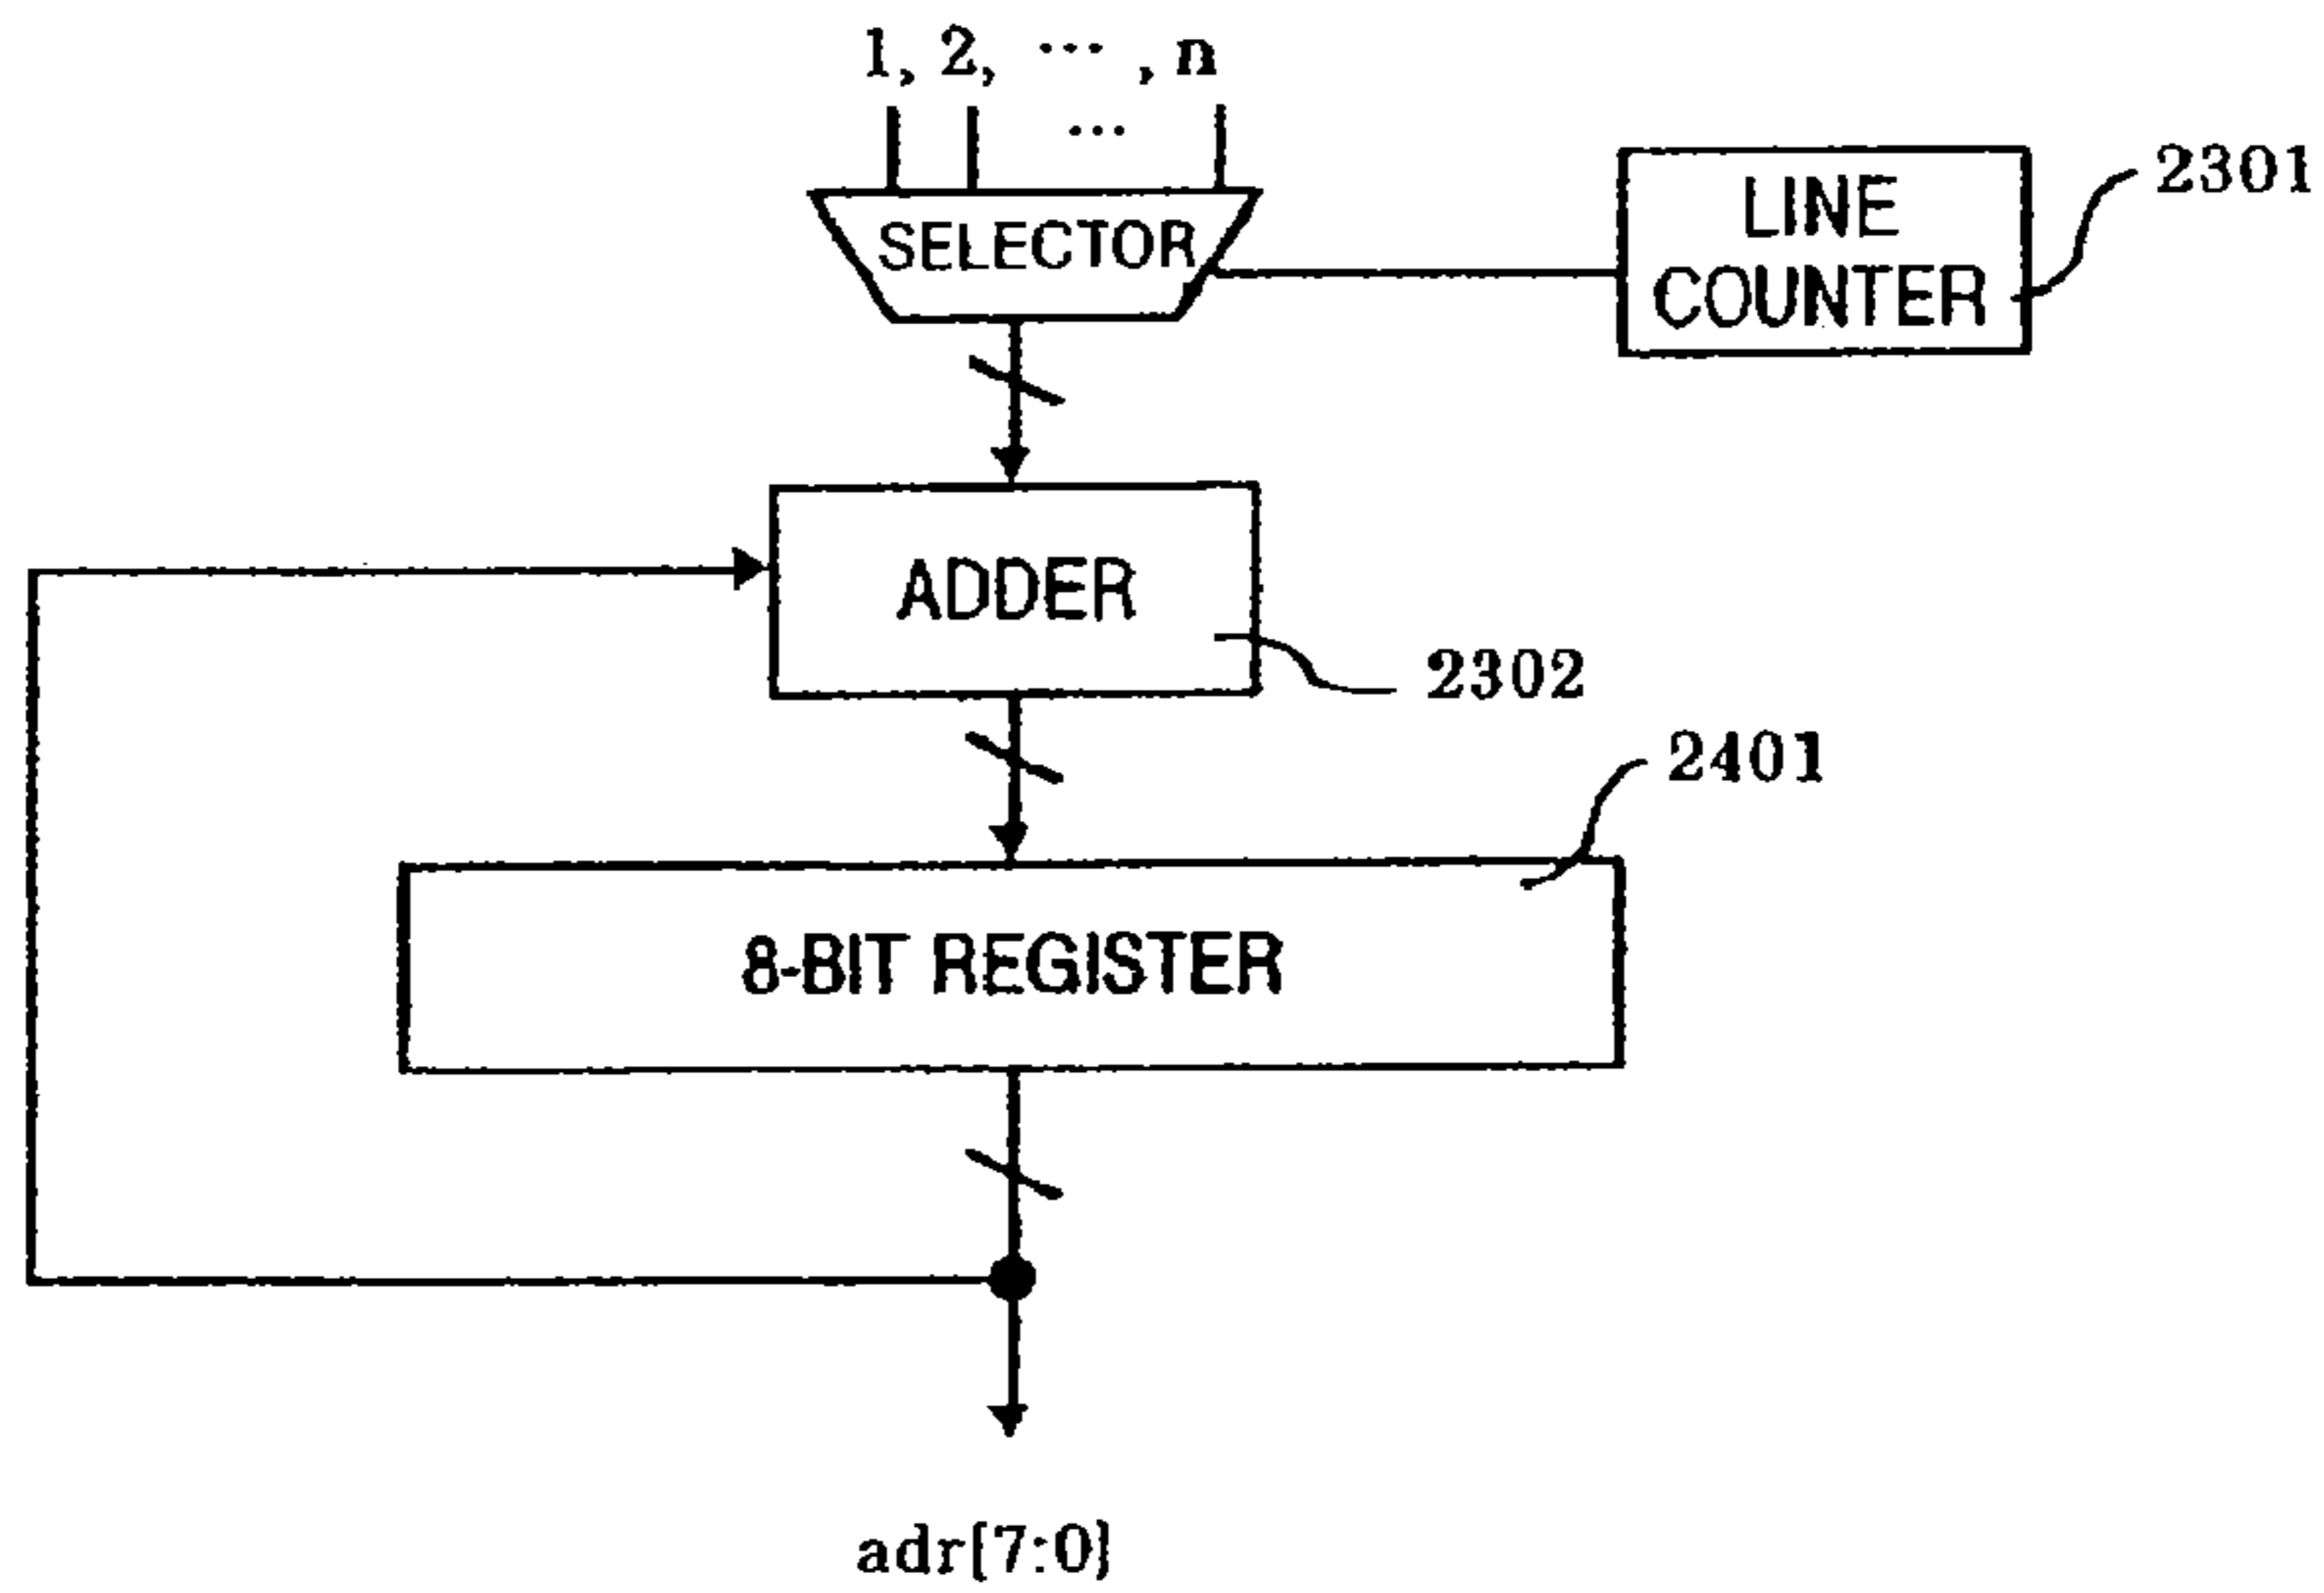 1, 2, ... , n
...
SELECTOR
LINE
COUNTER
2301
ADDER
2302
2401
8-BIT REGISTER
adr[7:0]